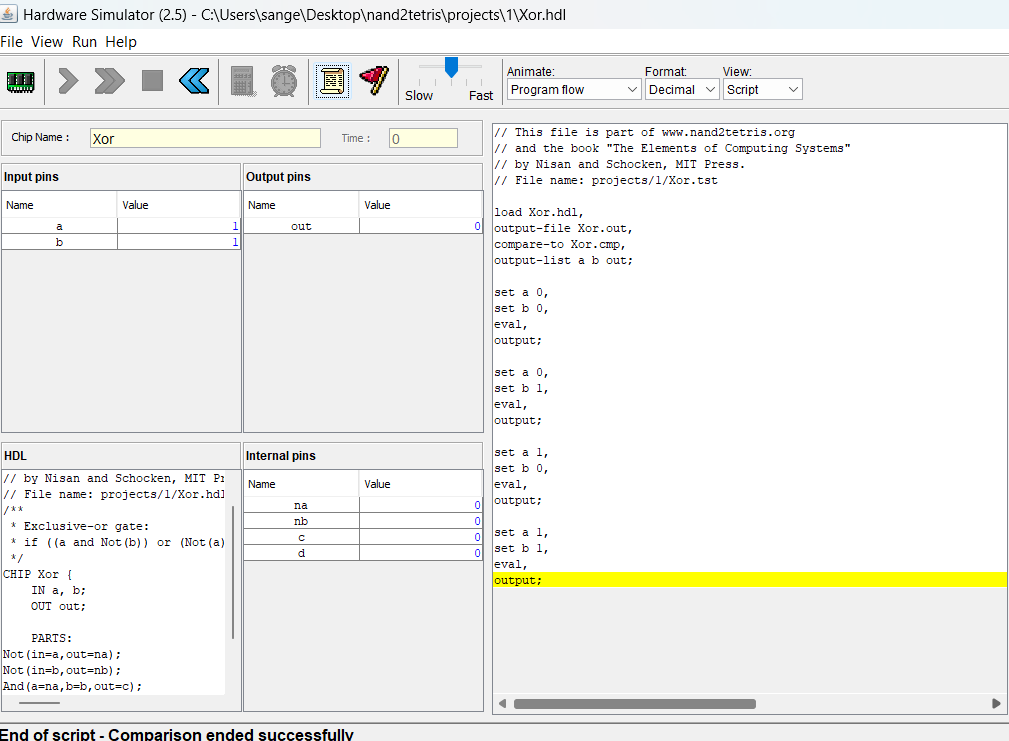 Hardware Simulator (2.5) - C:\Users\sange\Desktop\nand2tetris\projects\1\Xor.hdl
File View Run Help
Slow Fast
Animate: Format: View:
Program flow Decimal Script
Chip Name : Xor Time : 0
Input pins
Name Value
a 1
b 1
Output pins
Name Value
out 0
HDL
// by Nisan and Schocken, MIT Pr
// File name: projects/1/Xor.hdl
/**
* Exclusive-or gate:
* if ((a and Not(b)) or (Not(a)
*/
CHIP Xor {
IN a, b;
OUT out;
PARTS:
Not(in=a,out=na);
Not(in=b,out=nb);
And(a=na,b=b,out=c);
Internal pins
Name Value
na 0
nb 0
c 0
d 0
// This file is part of www.nand2tetris.org
// and the book "The Elements of Computing Systems"
// by Nisan and Schocken, MIT Press.
// File name: projects/1/Xor.tst
load Xor.hdl,
output-file Xor.out,
compare-to Xor.cmp,
output-list a b out;
set a 0,
set b 0,
eval,
output;
set a 0,
set b 1,
eval,
output;
set a 1,
set b 0,
eval,
output;
set a 1,
set b 1,
eval,
output;
End of script - Comparison ended successfully